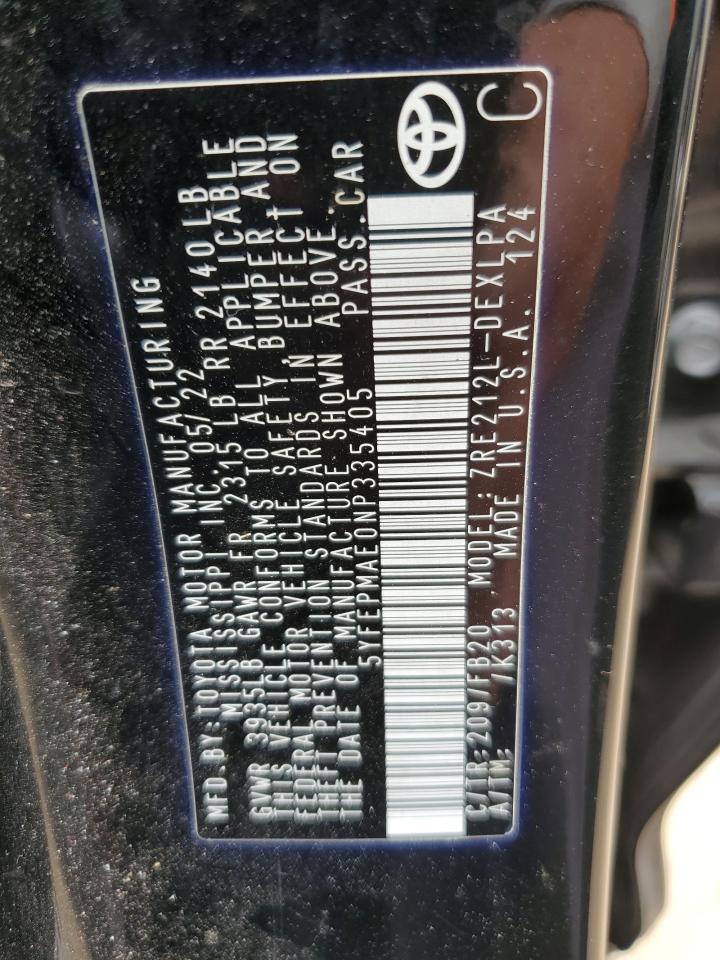 MFD. BY: TOYOTA MOTOR MANUFACTURING
MISSISSIPPI INC 05/22
GVWR 3935LB GAWR FR 2315 LB RR 2140 LB
THIS VEHICLE CONFORMS TO ALL APPLICABLE
FEDERAL MOTOR VEHICLE SAFETY, BUMPER AND
THEFT PREVENTION STANDARDS IN EFFECT ON
THE DATE OF MANUFACTURE SHOWN ABOVE.
5YFEPMAE0NP335405 PASS. CAR
C/TR: 209/FB20 MODEL: ZRE212L-DEXLPA
A/TM: /K313 MADE IN U.S.A. 124
C